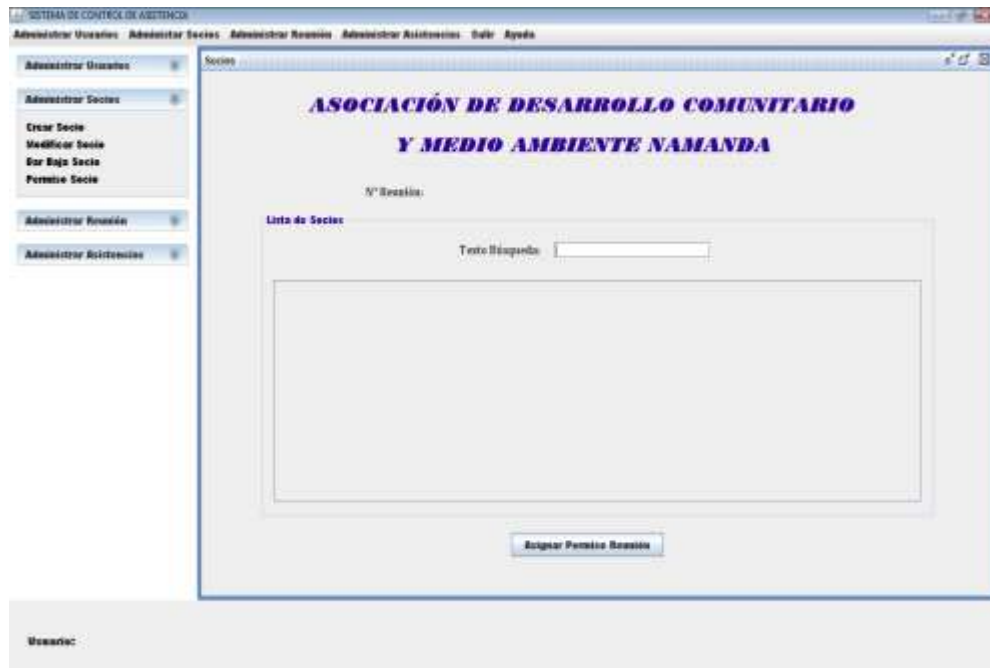 SISTEMA DE CONTROL DE ASISTENCIA
Administrar Usuarios Administar Socios Administrar Reunión Administrar Asistencias Salir Ayuda
Administrar Usuarios
Socios
Administrar Socios
Crear Socio
Modificar Socio
Dar Baja Socio
Permiso Socio
Administrar Reunión
Administrar Asistencias
ASOCIACIÓN DE DESARROLLO COMUNITARIO
Y MEDIO AMBIENTE NAMANDA
N° Reunión:
Lista de Socios
Texto Búsqueda:
Asignar Permiso Reunión
Usuario: